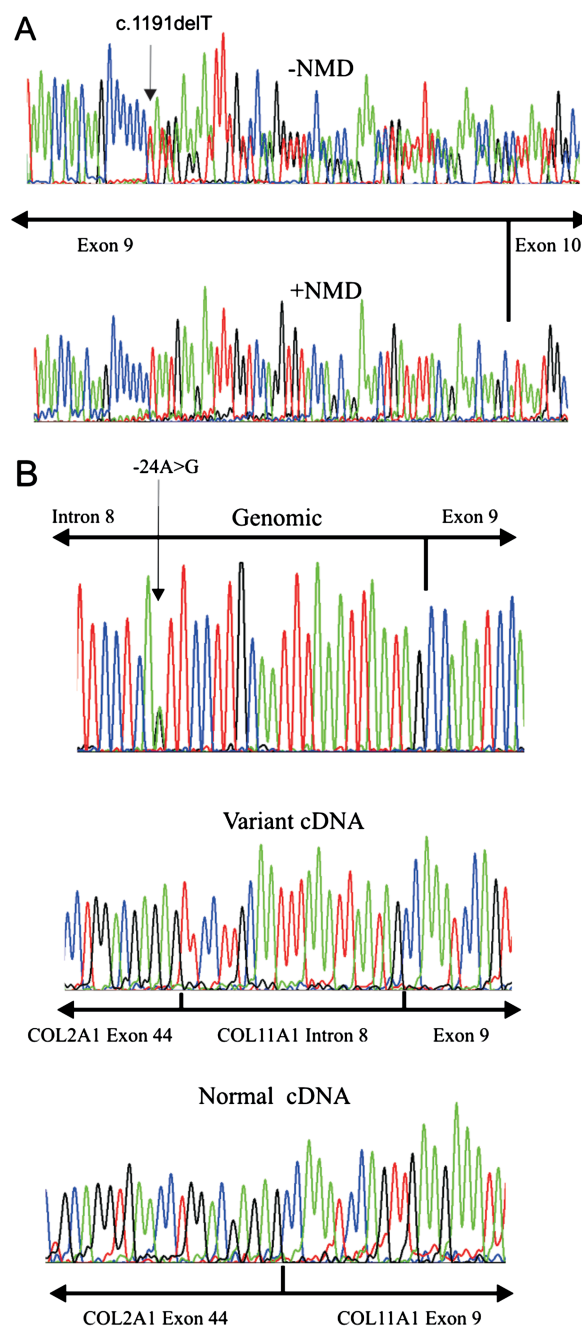 A
c.1191delT
-NMD
Exon 9
Exon 10
+NMD
B
-24A>G
Intron 8
Genomic
Exon 9
Variant cDNA
COL2A1 Exon 44
COL11A1 Intron 8
Exon 9
Normal cDNA
COL2A1 Exon 44
COL11A1 Exon 9